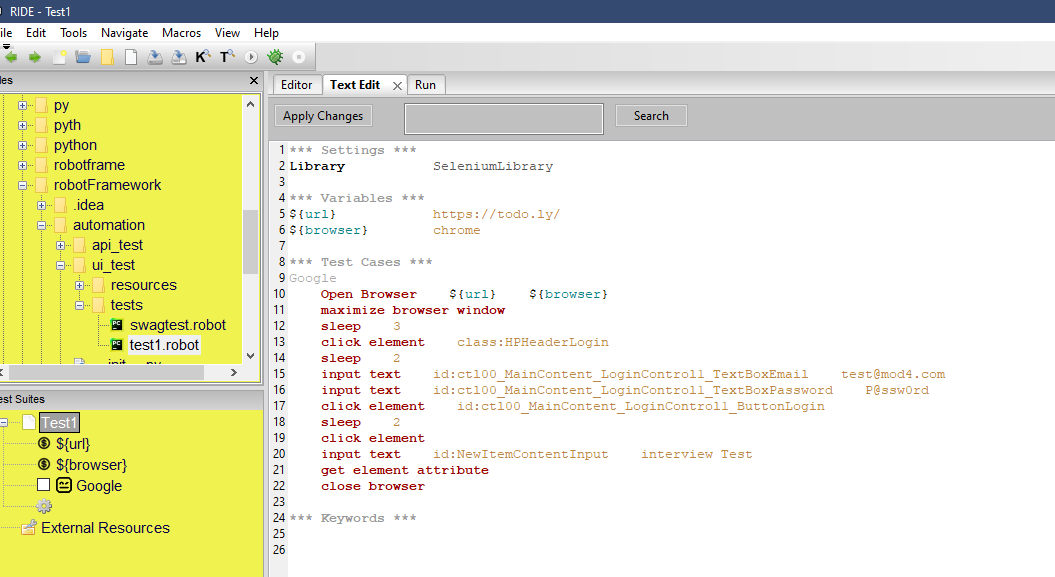 RIDE - Test1
ile Edit Tools Navigate Macros View Help
K T
les
py
pyth
python
robotframe
robotFramework
.idea
automation
api_test
ui_test
resources
tests
swagtest.robot
test1.robot
est Suites
Test1
${url}
${browser}
Google
External Resources
Editor Text Edit Run
Apply Changes Search
1 *** Settings ***
2 Library SeleniumLibrary
3
4 *** Variables ***
5 ${url} https://todo.ly/
6 ${browser} chrome
7
8 *** Test Cases ***
9 Google
10 Open Browser ${url} ${browser}
11 maximize browser window
12 sleep 3
13 click element class:HPHeaderLogin
14 sleep 2
15 input text id:ctl00_MainContent_LoginControl1_TextBoxEmail test@mod4.com
16 input text id:ctl00_MainContent_LoginControl1_TextBoxPassword P@ssw0rd
17 click element id:ctl00_MainContent_LoginControl1_ButtonLogin
18 sleep 2
19 click element
20 input text id:NewItemContentInput interview Test
21 get element attribute
22 close browser
23
24 *** Keywords ***
25
26